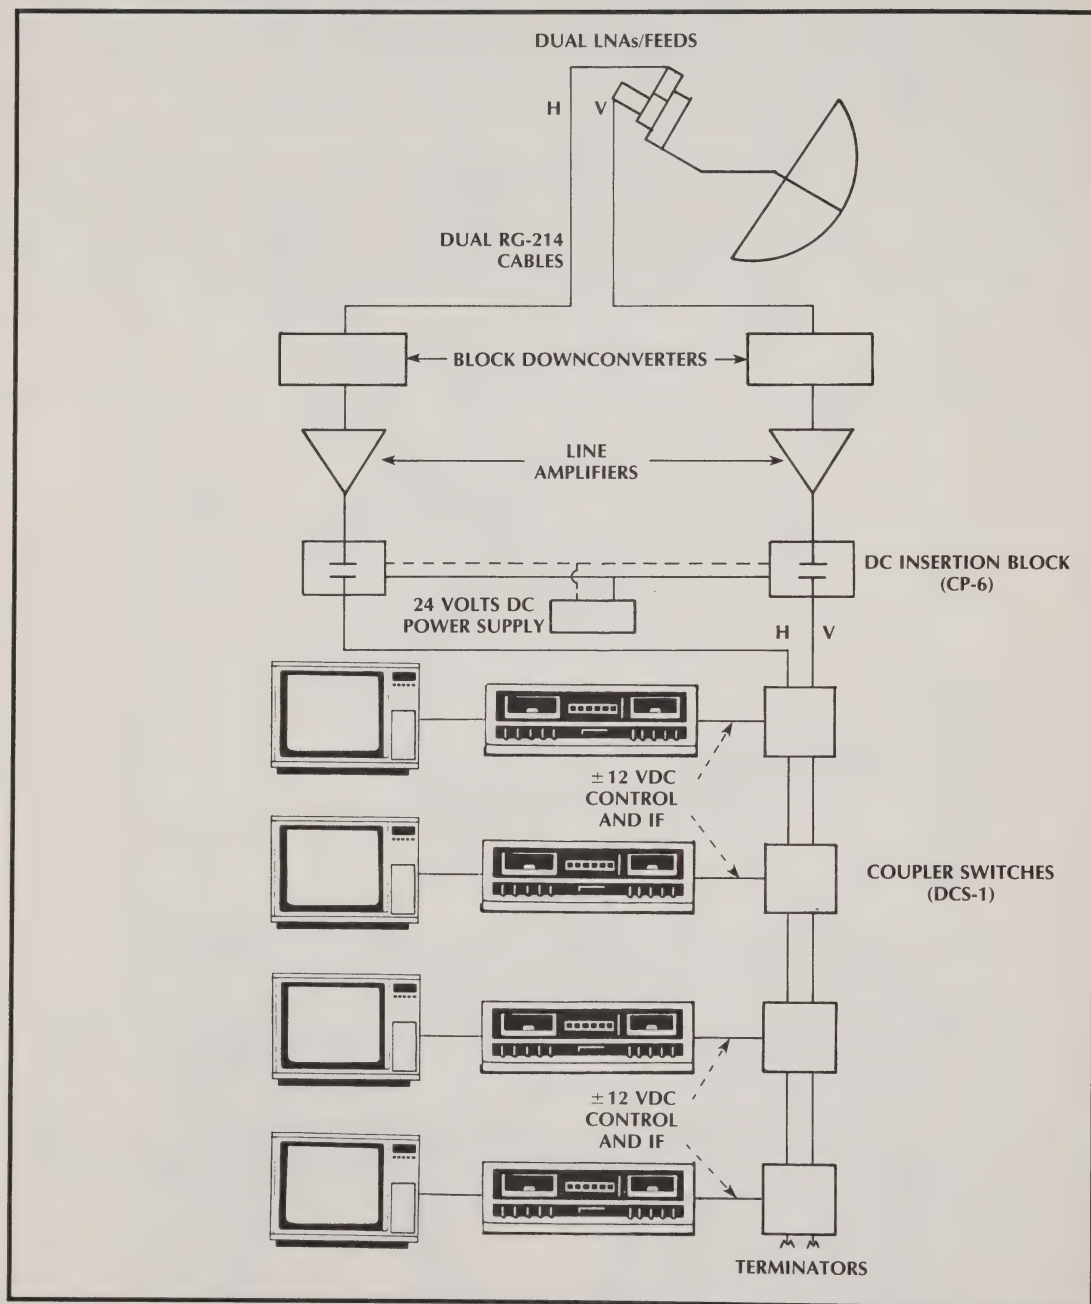 DUAL LNAs/FEEDS
H
V
DUAL RG-214
CABLES
BLOCK DOWNCONVERTERS
LINE
AMPLIFIERS
DC INSERTION BLOCK
(CP-6)
24 VOLTS DC
POWER SUPPLY
H
V
±12 VDC
CONTROL
AND IF
COUPLER SWITCHES
(DCS-1)
±12 VDC
CONTROL
AND IF
TERMINATORS